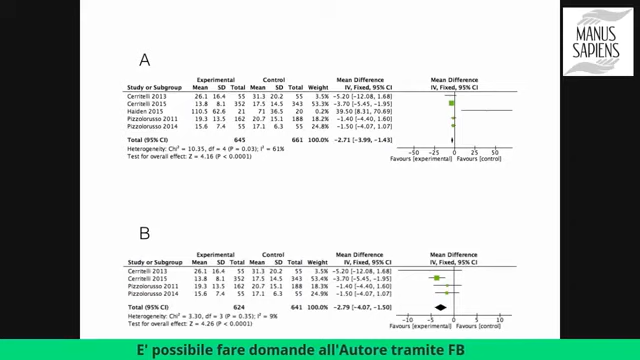 MANUS
SAPIENS
A
Experimental Control Mean Difference Mean Difference
Study or Subgroup Mean SD Total Mean SD Total Weight IV, Fixed, 95% CI IV, Fixed, 95% CI
Cerritelli 2013 26.1 16.4 55 31.3 20.2 55 3.5% −5.20 [−12.08, 1.68]
Cerritelli 2015 13.8 8.1 352 17.5 14.5 343 53.3% −3.70 [−5.45, −1.95]
Haiden 2015 110.5 62.6 21 71 36.5 20 0.2% 39.50 [8.31, 70.69]
Pizzolorusso 2011 19.3 13.5 162 20.7 15.1 188 18.2% −1.40 [−4.40, 1.60]
Pizzolorusso 2014 15.6 7.4 55 17.1 6.3 55 24.8% −1.50 [−4.07, 1.07]
Total (95% CI) 645 661 100.0% −2.71 [−3.99, −1.43]
Heterogeneity: Chi² = 10.35, df = 4 (P = 0.03); I² = 61%
Test for overall effect: Z = 4.16 (P < 0.0001)
−50 −25 0 25 50
Favours [experimental] Favours [control]
B
Experimental Control Mean Difference Mean Difference
Study or Subgroup Mean SD Total Mean SD Total Weight IV, Fixed, 95% CI IV, Fixed, 95% CI
Cerritelli 2013 26.1 16.4 55 31.3 20.2 55 3.5% −5.20 [−12.08, 1.68]
Cerritelli 2015 13.8 8.1 352 17.5 14.5 343 53.4% −3.70 [−5.45, −1.95]
Pizzolorusso 2011 19.3 13.5 162 20.7 15.1 188 18.2% −1.40 [−4.40, 1.60]
Pizzolorusso 2014 15.6 7.4 55 17.1 6.3 55 24.9% −1.50 [−4.07, 1.07]
Total (95% CI) 624 641 100.0% −2.79 [−4.07, −1.50]
Heterogeneity: Chi² = 3.30, df = 3 (P = 0.35); I² = 9%
Test for overall effect: Z = 4.26 (P < 0.0001)
−10 −5 0 5 10
Favours [experimental] Favours [control]
E' possibile fare domande all'Autore tramite FB